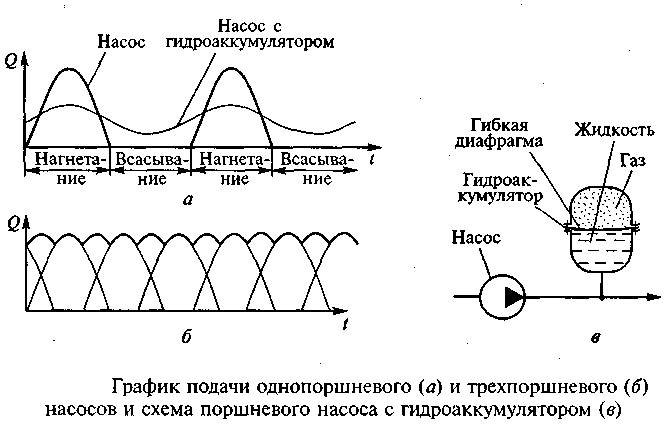 Насос с
гидроаккумулятором
Насос
Q
Нагнета-
ние
Всасыва-
ние
Нагнета-
ние
Всасыва-
ние
t
а
Q
t
б
Гибкая
диафрагма
Жидкость
Газ
Гидроак-
кумулятор
Насос
в
График подачи однопоршневого (а) и трехпоршневого (б)
насосов и схема поршневого насоса с гидроаккумулятором (в)